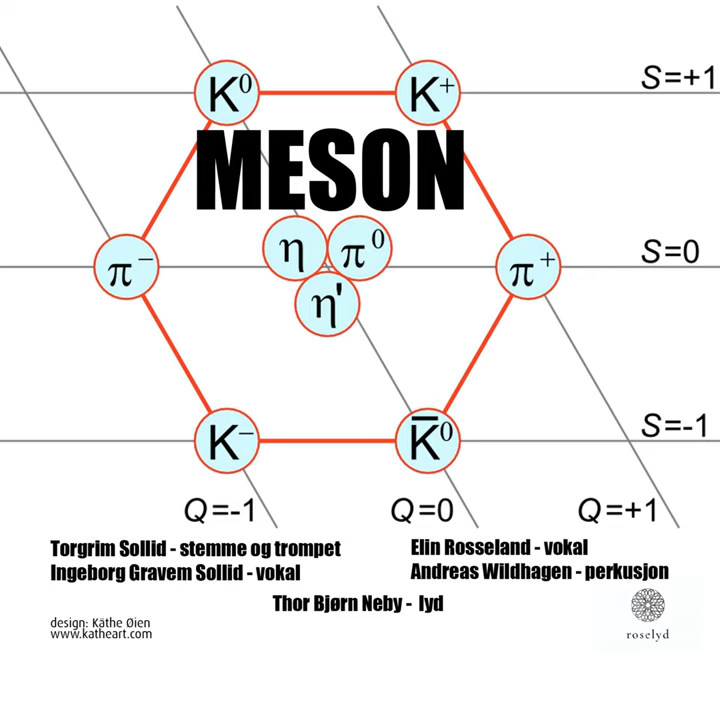 K⁰ K⁺ S=+1
MESON
η π⁰
π⁻ π⁺ S=0
η'
K⁻ K̅⁰ S=-1
Q=-1 Q=0 Q=+1
Torgrim Sollid - stemme og trompet
Ingeborg Gravem Sollid - vokal
Elin Rosseland - vokal
Andreas Wildhagen - perkusjon
Thor Bjørn Neby - lyd
design: Käthe Øien
www.katheart.com
roselyd